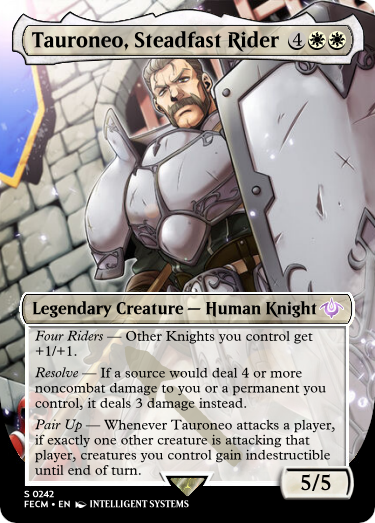 Tauroneo, Steadfast Rider 4
Legendary Creature — Human Knight
Four Riders — Other Knights you control get
+1/+1.
Resolve — If a source would deal 4 or more
noncombat damage to you or a permanent you
control, it deals 3 damage instead.
Pair Up — Whenever Tauroneo attacks a player,
if exactly one other creature is attacking that
player, creatures you control gain indestructible
until end of turn.
5/5
S 0242
FECM • EN INTELLIGENT SYSTEMS